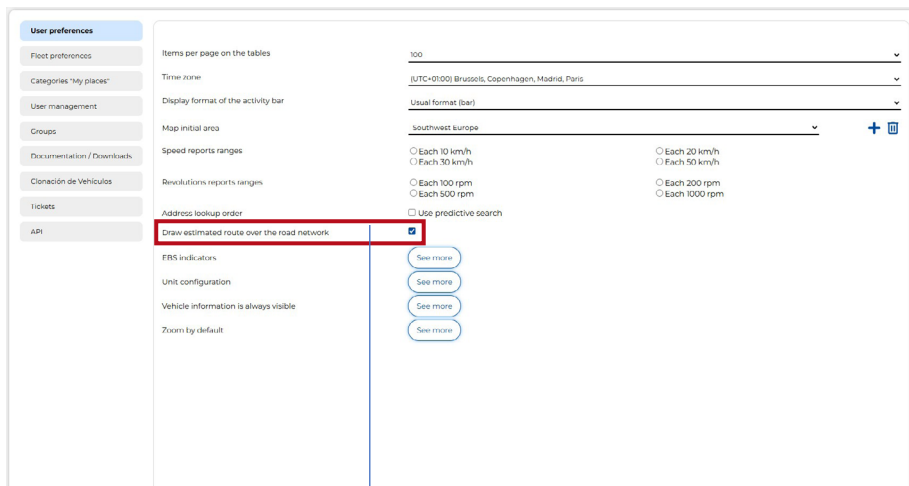 User preferences
Fleet preferences
Categories "My places"
User management
Groups
Documentation / Downloads
Clonación de Vehículos
Tickets
API
Items per page on the tables
100
Time zone
(UTC+01:00) Brussels, Copenhagen, Madrid, Paris
Display format of the activity bar
Usual format (bar)
Map initial area
Southwest Europe
Speed reports ranges
Each 10 km/h
Each 20 km/h
Each 30 km/h
Each 50 km/h
Revolutions reports ranges
Each 100 rpm
Each 200 rpm
Each 500 rpm
Each 1000 rpm
Address lookup order
Use predictive search
Draw estimated route over the road network
EBS indicators
See more
Unit configuration
See more
Vehicle information is always visible
See more
Zoom by default
See more